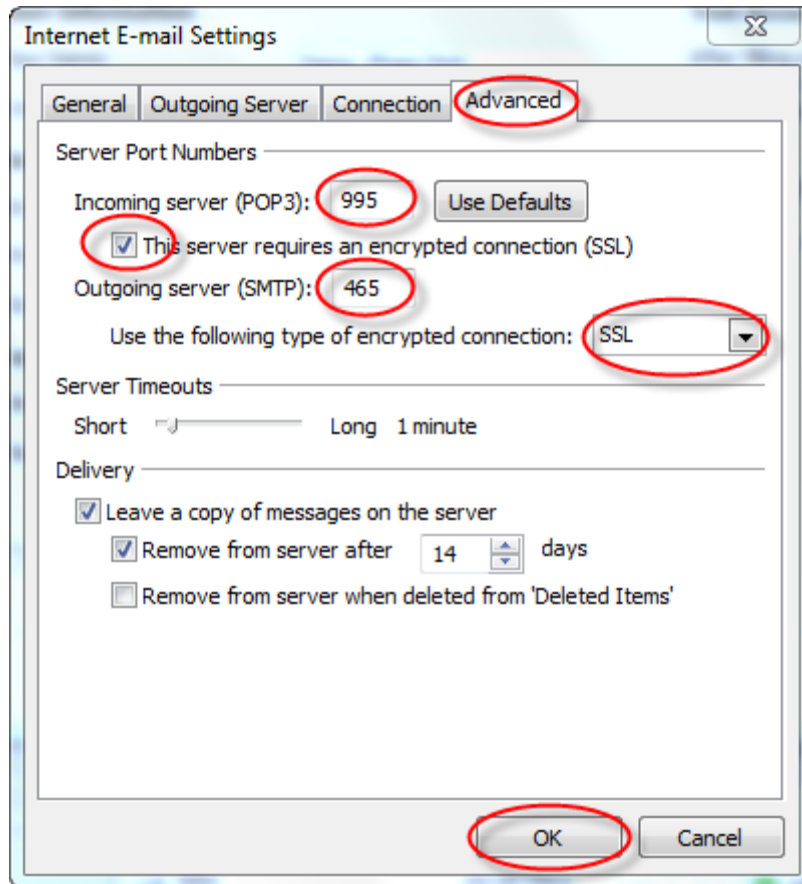 Internet E-mail Settings
General Outgoing Server Connection Advanced
Server Port Numbers
Incoming server (POP3): 995 Use Defaults
This server requires an encrypted connection (SSL)
Outgoing server (SMTP): 465
Use the following type of encrypted connection: SSL
Server Timeouts
Short Long 1 minute
Delivery
Leave a copy of messages on the server
Remove from server after 14 days
Remove from server when deleted from 'Deleted Items'
OK Cancel